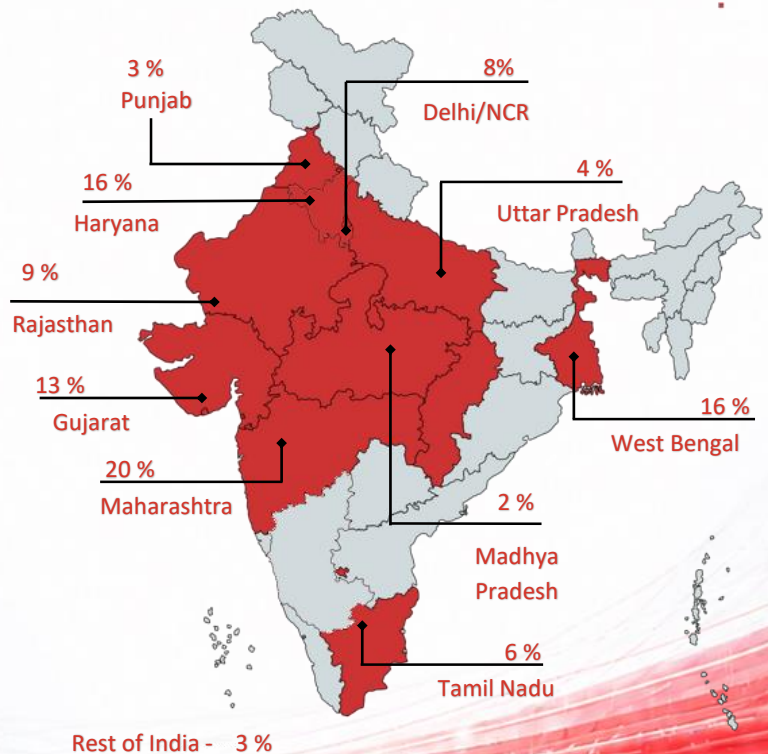 3 %
Punjab
8%
Delhi/NCR
16 %
Haryana
4 %
Uttar Pradesh
9 %
Rajasthan
13 %
Gujarat
16 %
West Bengal
20 %
Maharashtra
2 %
Madhya
Pradesh
6 %
Tamil Nadu
Rest of India - 3 %